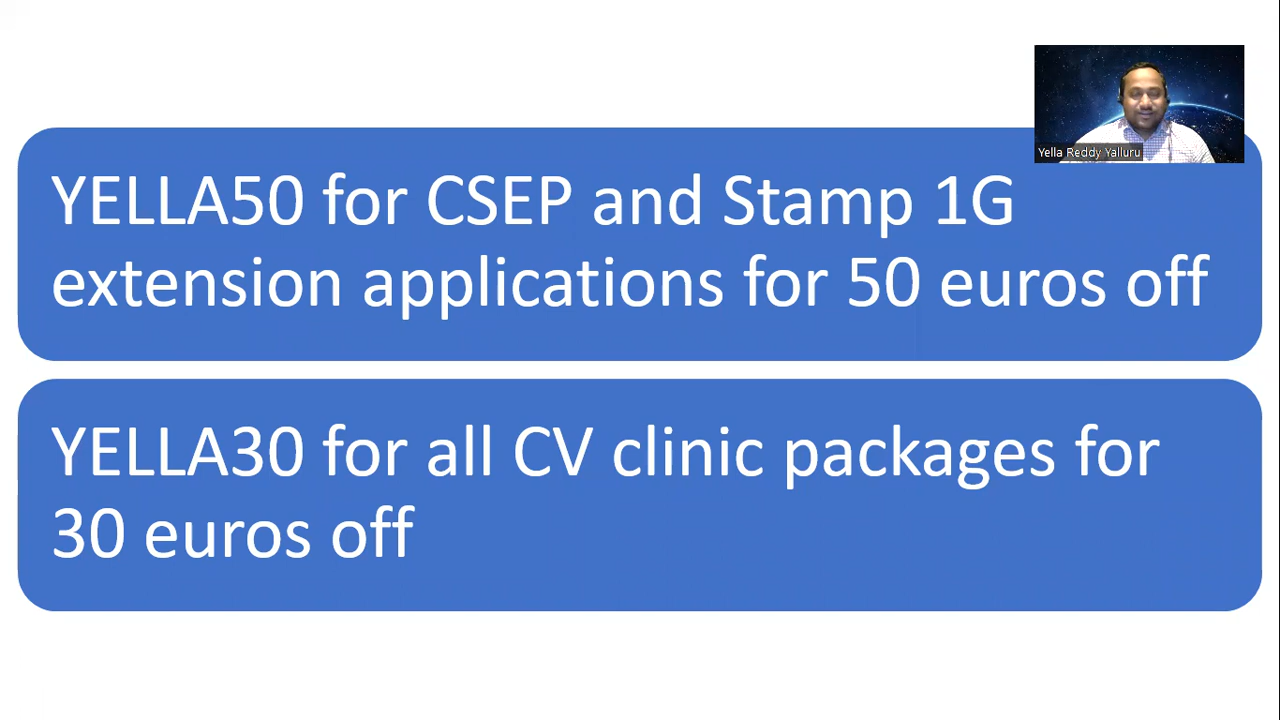 Yella Reddy Yalluru
YELLA50 for CSEP and Stamp 1G
extension applications for 50 euros off
YELLA30 for all CV clinic packages for
30 euros off